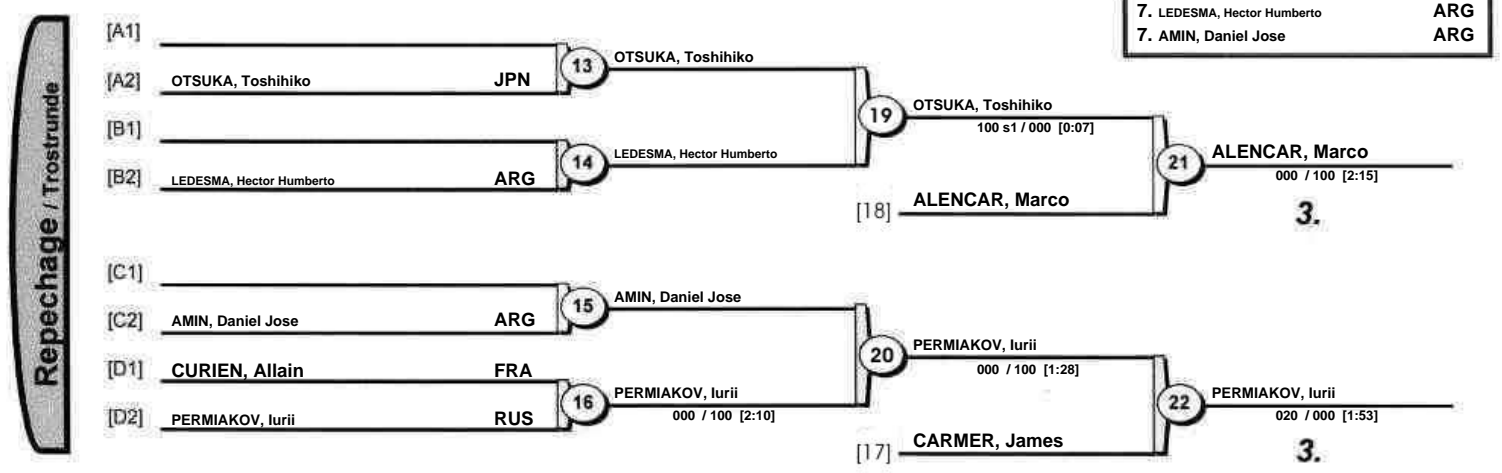 7. LEDESMA, Hector Humberto ARG
7. AMIN, Daniel Jose ARG
Repechage / Trostrunde
[A1]
[A2] OTSUKA, Toshihiko JPN
13
OTSUKA, Toshihiko
[B1]
[B2] LEDESMA, Hector Humberto ARG
14
LEDESMA, Hector Humberto
19
OTSUKA, Toshihiko
100 s1 / 000 [0:07]
[18] ALENCAR, Marco
21
ALENCAR, Marco
000 / 100 [2:15]
3.
[C1]
[C2] AMIN, Daniel Jose ARG
15
AMIN, Daniel Jose
[D1] CURIEN, Allain FRA
[D2] PERMIAKOV, Iurii RUS
16
PERMIAKOV, Iurii
000 / 100 [2:10]
20
PERMIAKOV, Iurii
000 / 100 [1:28]
[17] CARMER, James
22
PERMIAKOV, Iurii
020 / 000 [1:53]
3.